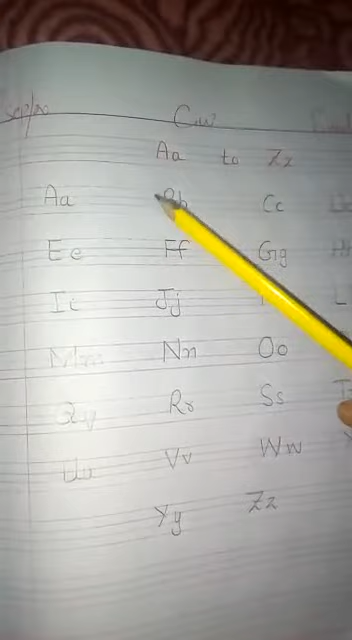 Cw
Aa to Zz
Aa Bb Cc
Ee Ff Gg
Ii Jj
Mm Nn Oo
Qq Rr Ss
Uu Vv Ww
Yy Zz